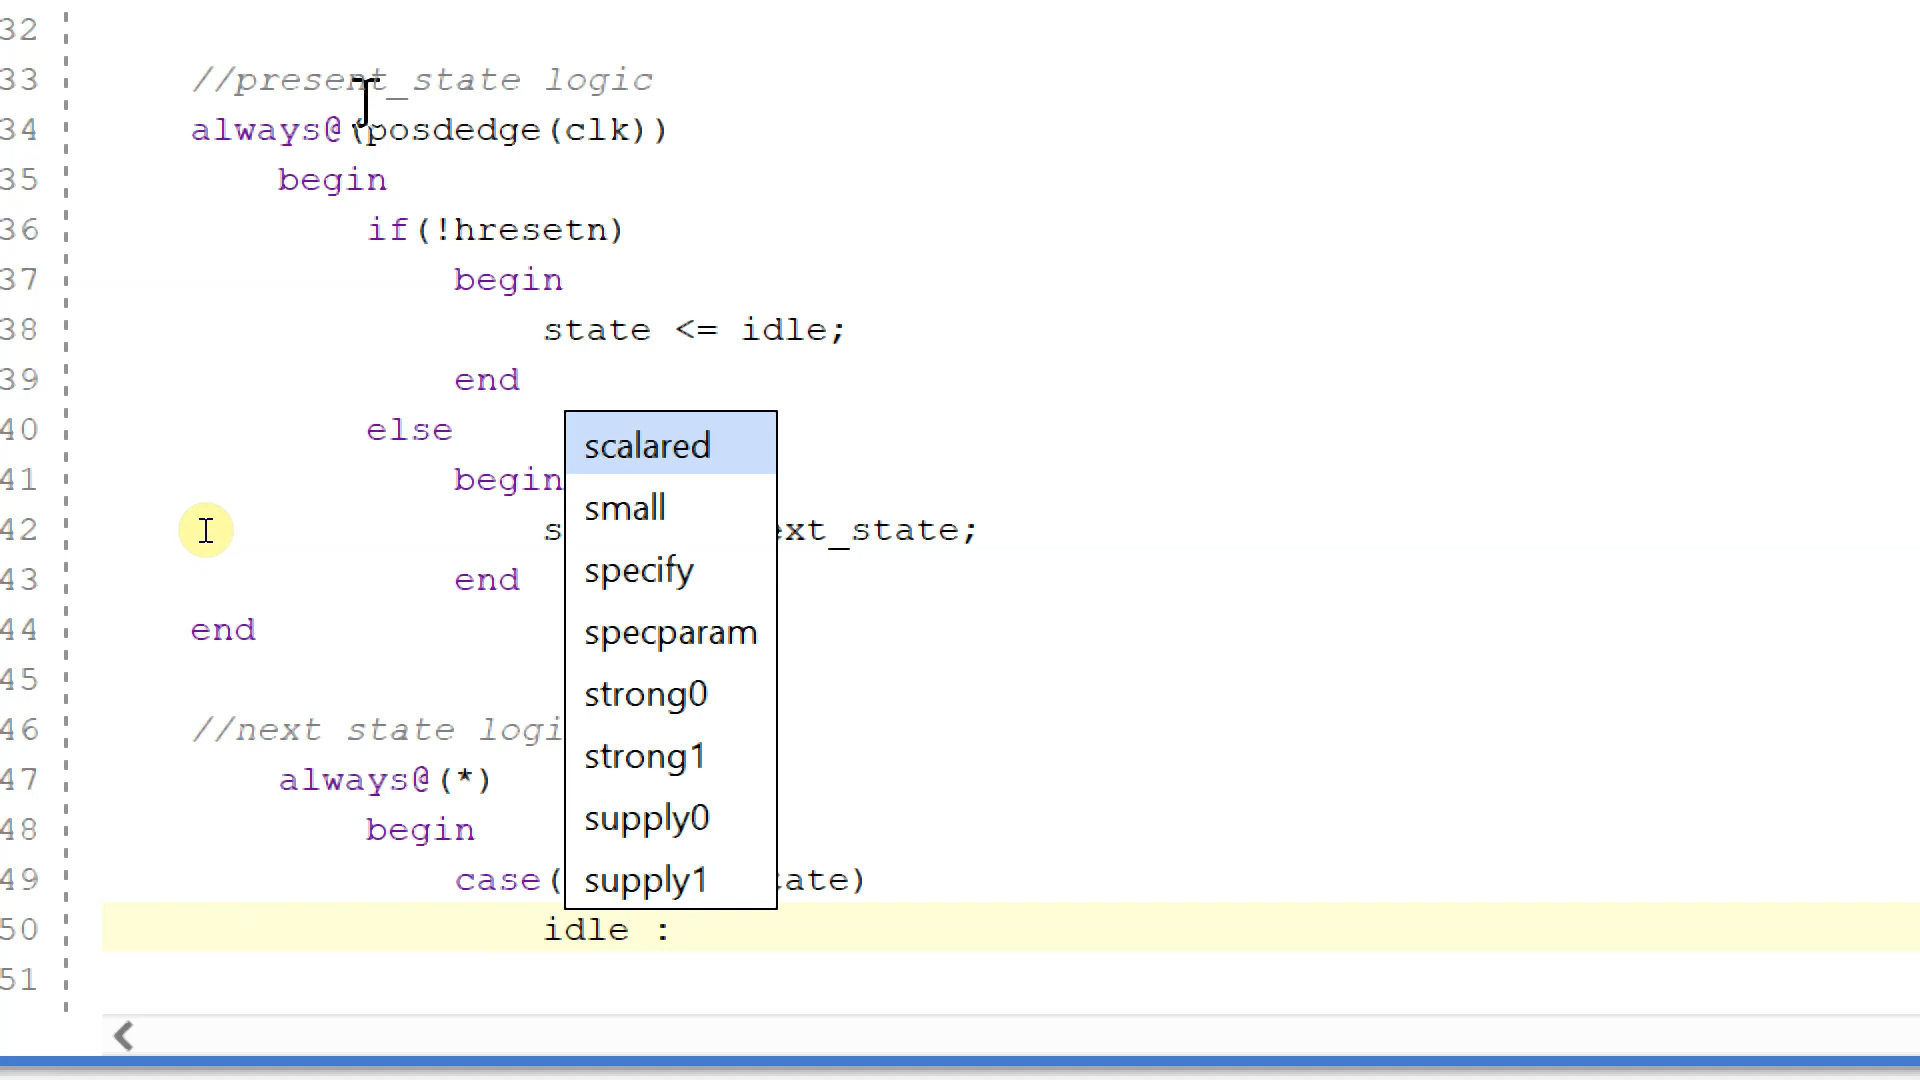 32
33 //present_state logic
34 always@(posdedge(clk))
35 begin
36 if(!hresetn)
37 begin
38 state <= idle;
39 end
40 else
41 begin
42 s ext_state;
43 end
44 end
45
46 //next state logi
47 always@(*)
48 begin
49 case( ate)
50 idle :
51
scalared
small
specify
specparam
strong0
strong1
supply0
supply1